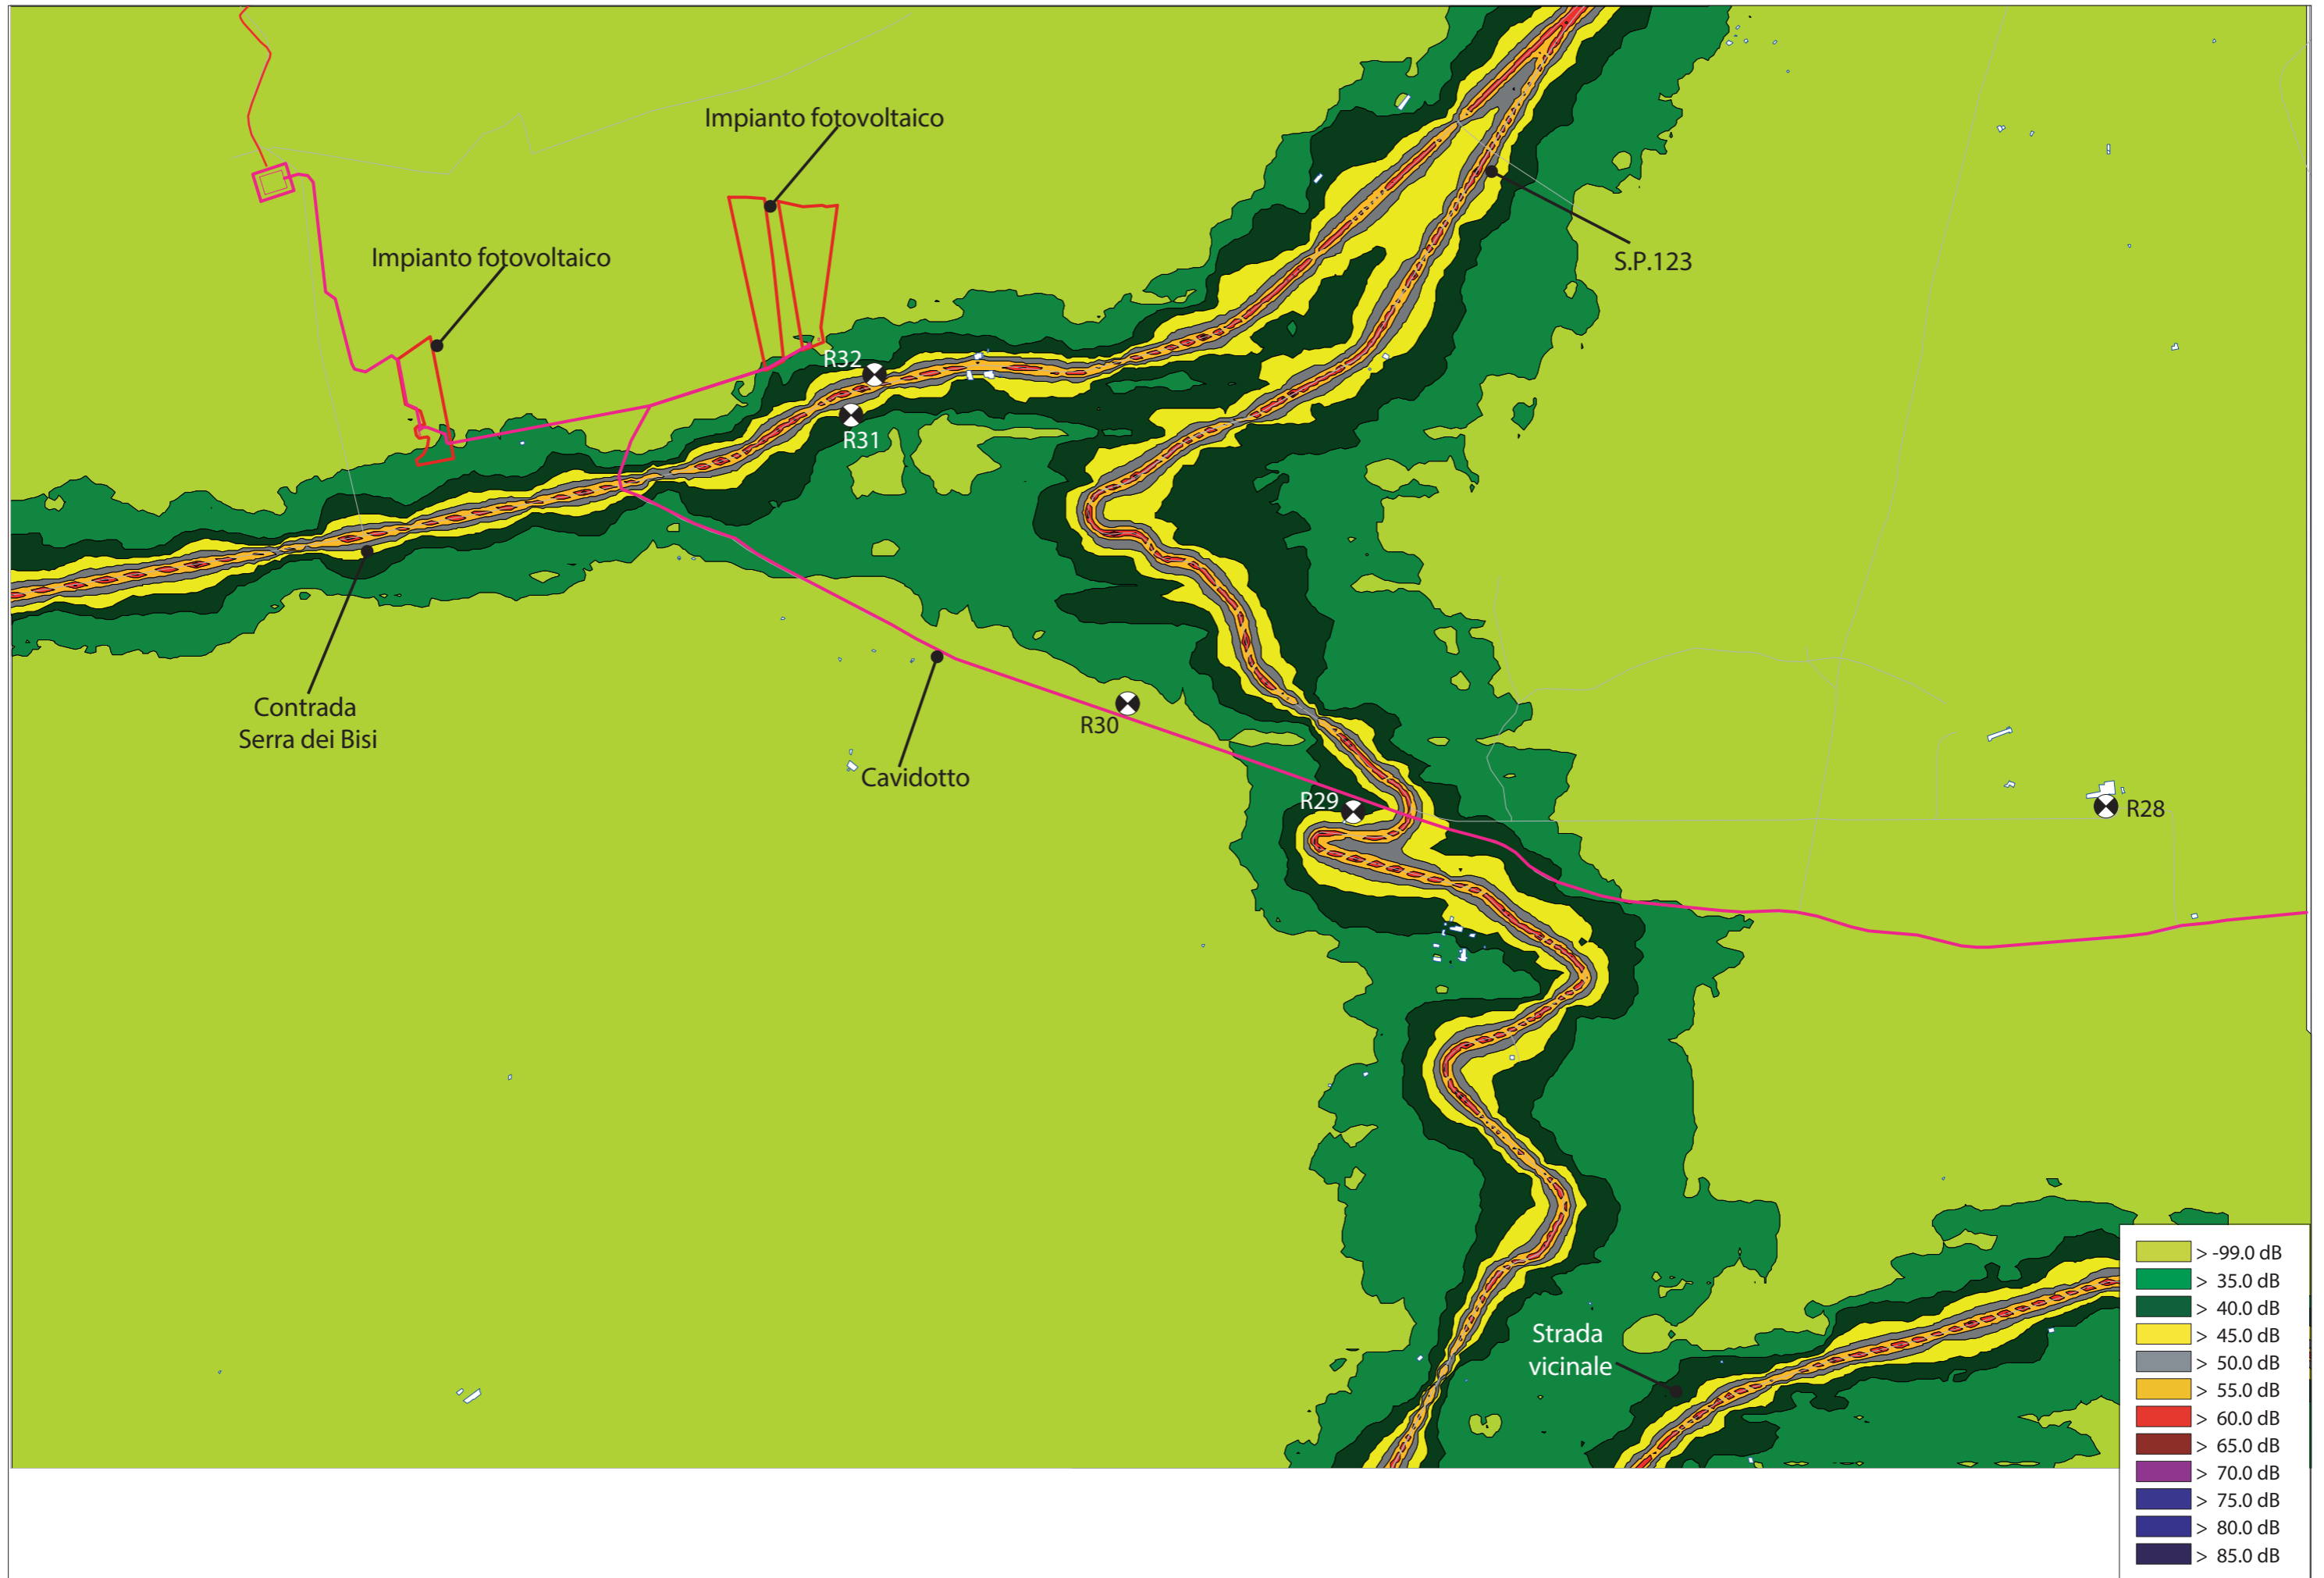 Impianto fotovoltaico
Impianto fotovoltaico
S.P.123
R32
R31
Contrada
Serra dei Bisi
R30
Cavidotto
R29
R28
Strada
vicinale
> -99.0 dB
> 35.0 dB
> 40.0 dB
> 45.0 dB
> 50.0 dB
> 55.0 dB
> 60.0 dB
> 65.0 dB
> 70.0 dB
> 75.0 dB
> 80.0 dB
> 85.0 dB